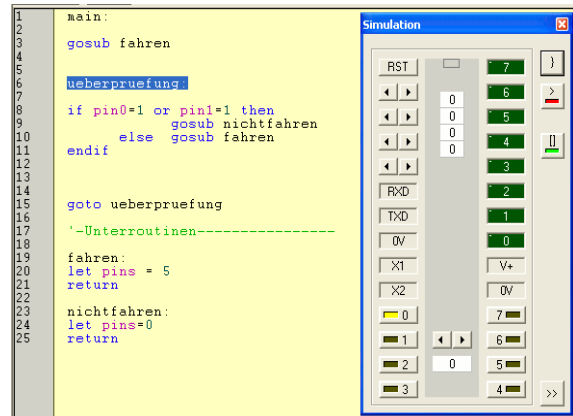 1 main:
2
3 gosub fahren
4
5
6 ueberpruefung:
7
8 if pin0=1 or pin1=1 then
9 gosub nichtfahren
10 else gosub fahren
11 endif
12
13
14
15 goto ueberpruefung
16
17 '-Unterroutinen----------------
18
19 fahren:
20 let pins = 5
21 return
22
23 nichtfahren:
24 let pins=0
25 return
Simulation
RST 7 }
0 6 >
0 5
0 4 []
0 3
RXD 2
TXD 1
0V 0
X1 V+
X2 0V
0 7
1 6
2 0 5
3 4 >>